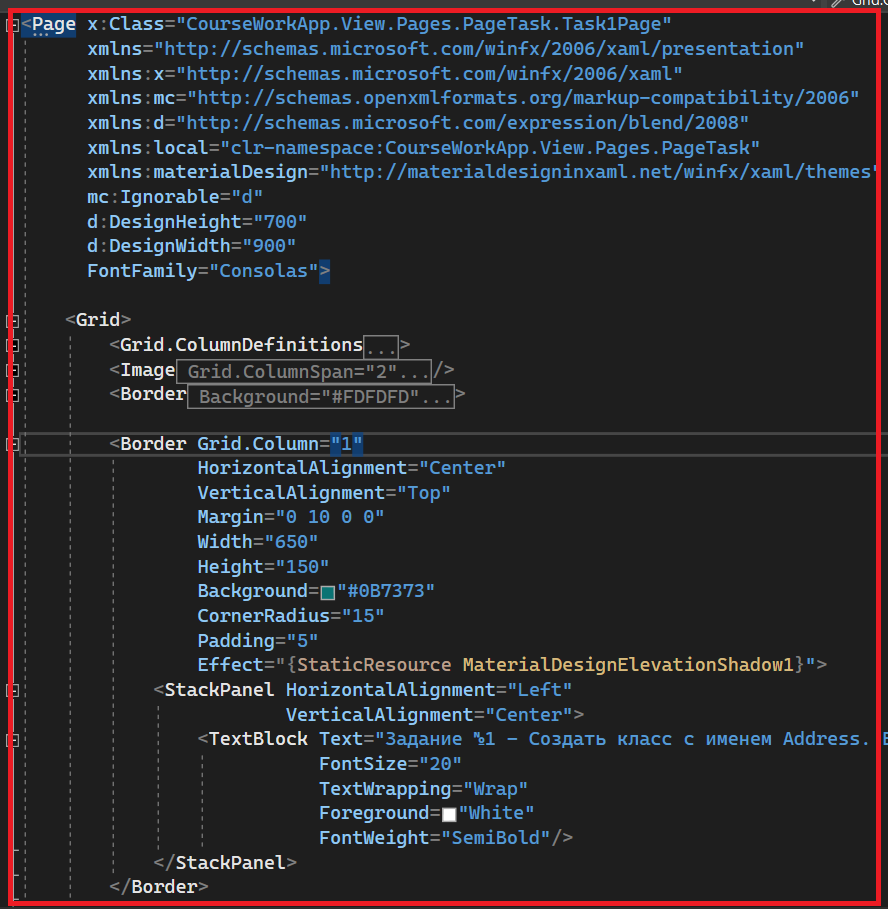 Grid.C
<Page x:Class="CourseWorkApp.View.Pages.PageTask.Task1Page"
xmlns="http://schemas.microsoft.com/winfx/2006/xaml/presentation"
xmlns:x="http://schemas.microsoft.com/winfx/2006/xaml"
xmlns:mc="http://schemas.openxmlformats.org/markup-compatibility/2006"
xmlns:d="http://schemas.microsoft.com/expression/blend/2008"
xmlns:local="clr-namespace:CourseWorkApp.View.Pages.PageTask"
xmlns:materialDesign="http://materialdesigninxaml.net/winfx/xaml/themes"
mc:Ignorable="d"
d:DesignHeight="700"
d:DesignWidth="900"
FontFamily="Consolas">
<Grid>
<Grid.ColumnDefinitions...>
<Image Grid.ColumnSpan="2".../>
<Border Background="#FDFDFD"...>
<Border Grid.Column="1"
HorizontalAlignment="Center"
VerticalAlignment="Top"
Margin="0 10 0 0"
Width="650"
Height="150"
Background="#0B7373"
CornerRadius="15"
Padding="5"
Effect="{StaticResource MaterialDesignElevationShadow1}">
<StackPanel HorizontalAlignment="Left"
VerticalAlignment="Center">
<TextBlock Text="Задание №1 - Создать класс с именем Address.
FontSize="20"
TextWrapping="Wrap"
Foreground="White"
FontWeight="SemiBold"/>
</StackPanel>
</Border>